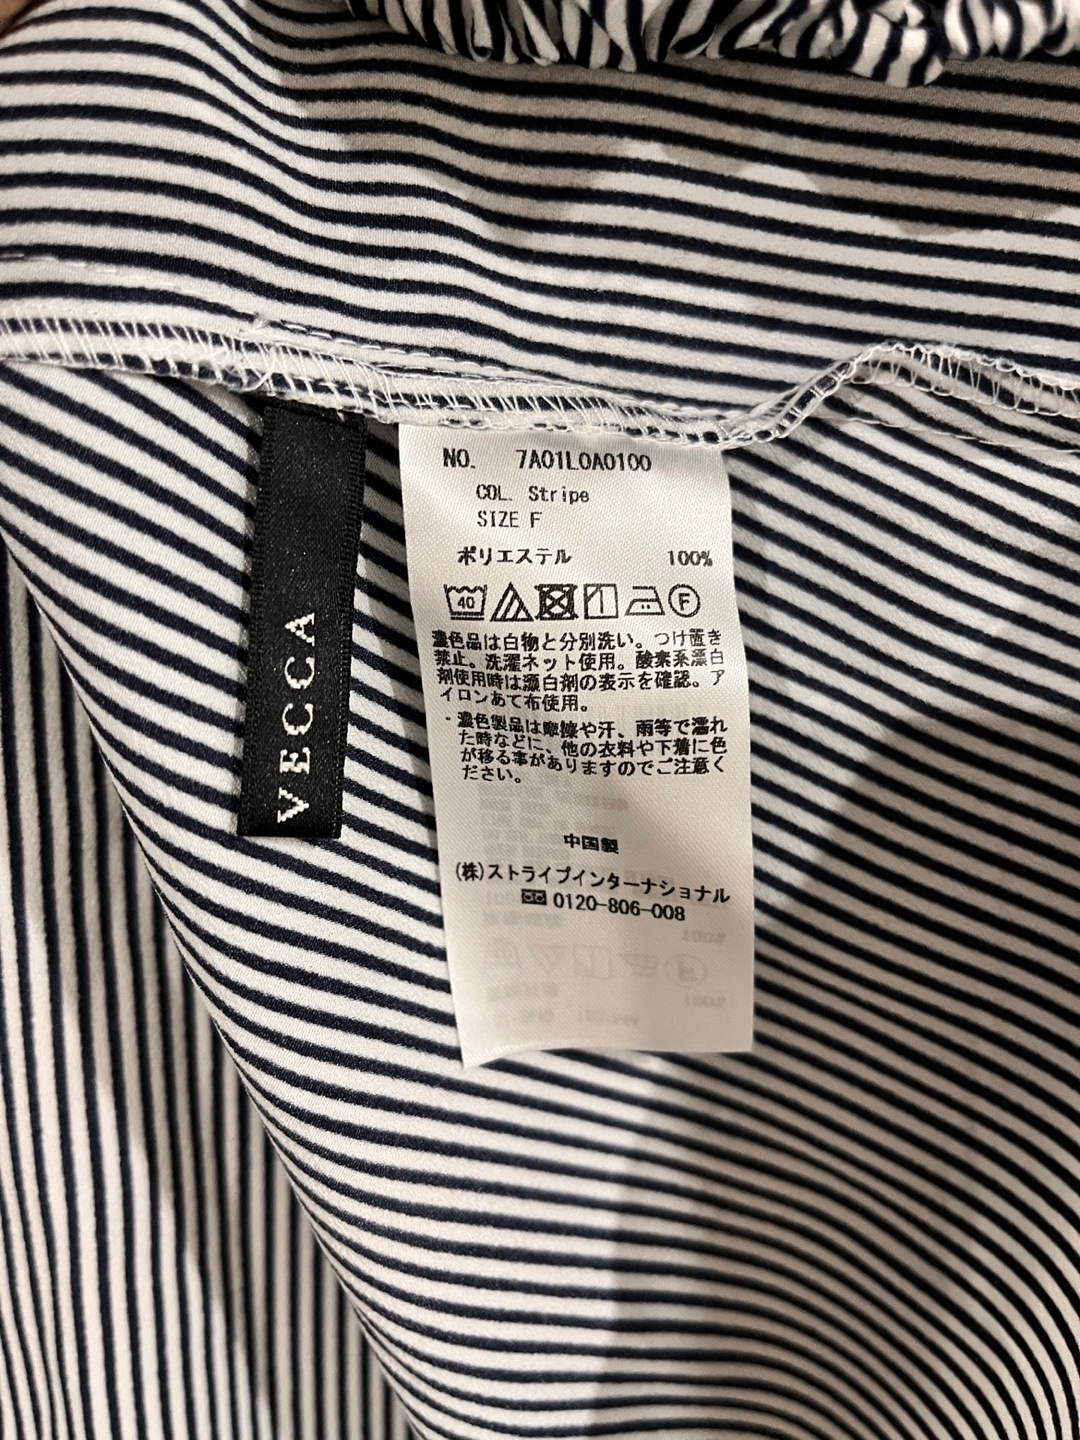 VECCA
NO. 7A01L0A0100
COL. Stripe
SIZE F
ポリエステル 100%
40 F
濃色品は白物と分別洗い。つけ置き
禁止。洗濯ネット使用。酸素系漂白
剤使用時は漂白剤の表示を確認。ア
イロンあて布使用。
・濃色製品は摩擦や汗、雨等で濡れ
た時などに、他の衣料や下着に色
が移る事がありますのでご注意く
ださい。
中国製
(株)ストライプインターナショナル
0120-806-008